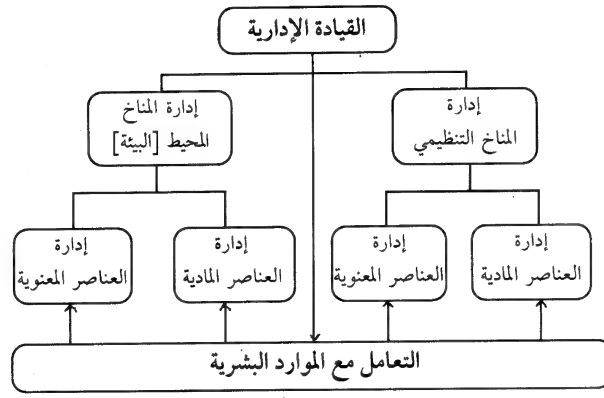 القيادة الإدارية
إدارة
المناخ التنظيمي
إدارة المناخ
المحيط [البيئة]
إدارة
العناصر المادية
إدارة
العناصر المعنوية
إدارة
العناصر المادية
إدارة
العناصر المعنوية
التعامل مع الموارد البشرية